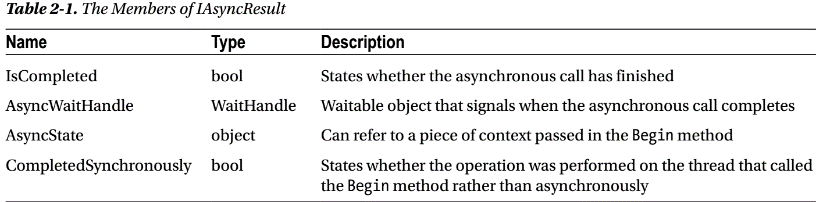 Table 2-1. The Members of IAsyncResult
Name Type Description
IsCompleted bool States whether the asynchronous call has finished
AsyncWaitHandle WaitHandle Waitable object that signals when the asynchronous call completes
AsyncState object Can refer to a piece of context passed in the Begin method
CompletedSynchronously bool States whether the operation was performed on the thread that called
the Begin method rather than asynchronously